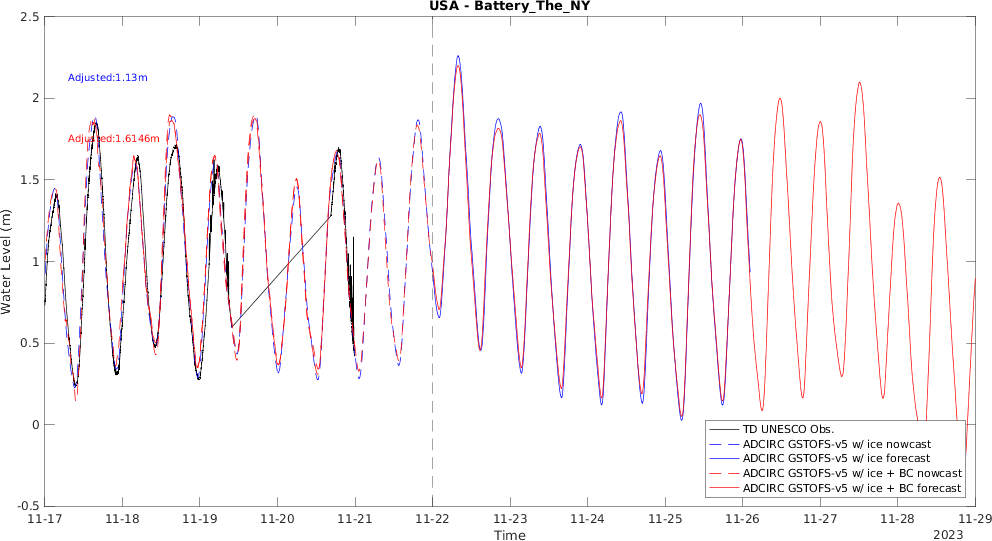 USA - Battery_The_NY
2.5
2
1.5
1
0.5
0
-0.5
Water Level (m)
Adjusted:1.13m
Adjusted:1.6146m
TD UNESCO Obs.
ADCIRC GSTOFS-v5 w/ ice nowcast
ADCIRC GSTOFS-v5 w/ ice forecast
ADCIRC GSTOFS-v5 w/ ice + BC nowcast
ADCIRC GSTOFS-v5 w/ ice + BC forecast
11-17 11-18 11-19 11-20 11-21 11-22 11-23 11-24 11-25 11-26 11-27 11-28 11-29
Time
2023